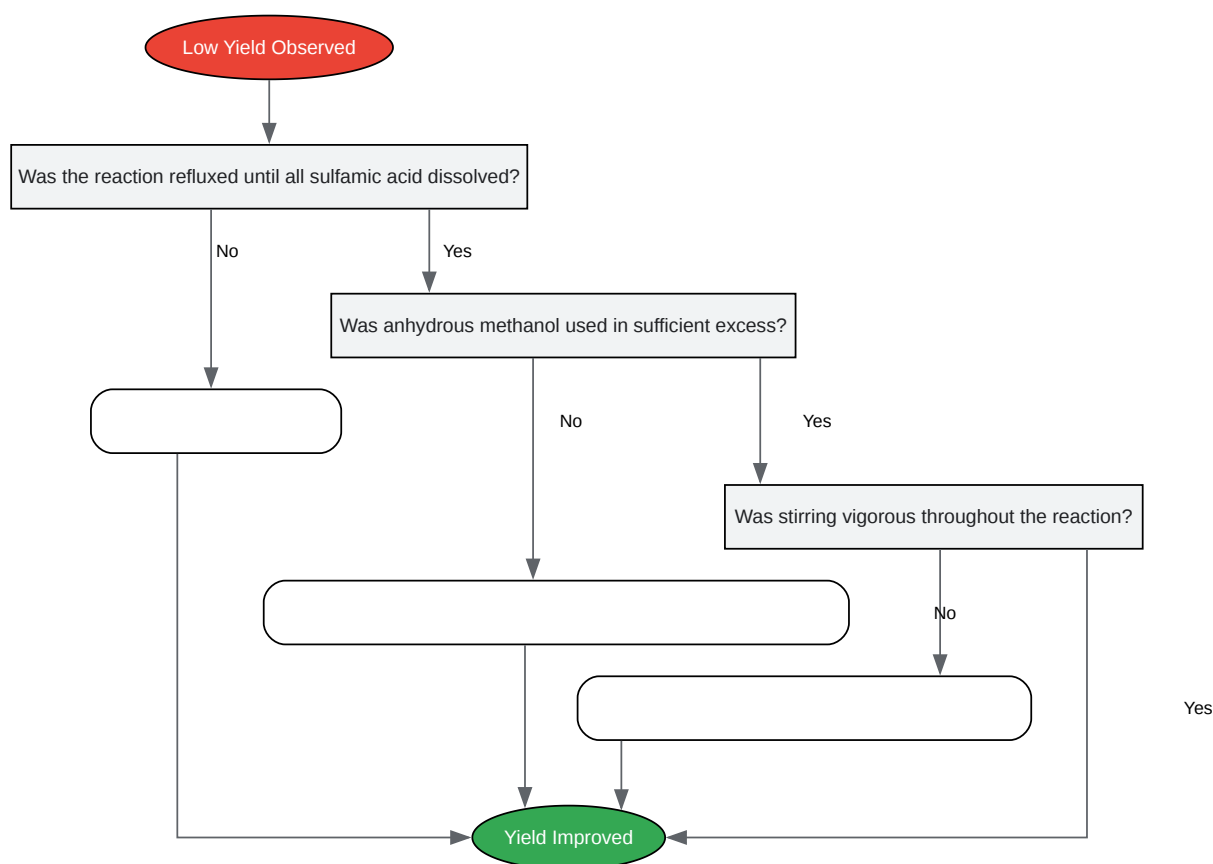 Low Yield Observed
Was the reaction refluxed until all sulfamic acid dissolved?
No
Yes
Was anhydrous methanol used in sufficient excess?
No
Yes
Was stirring vigorous throughout the reaction?
No
Yes
Yield Improved